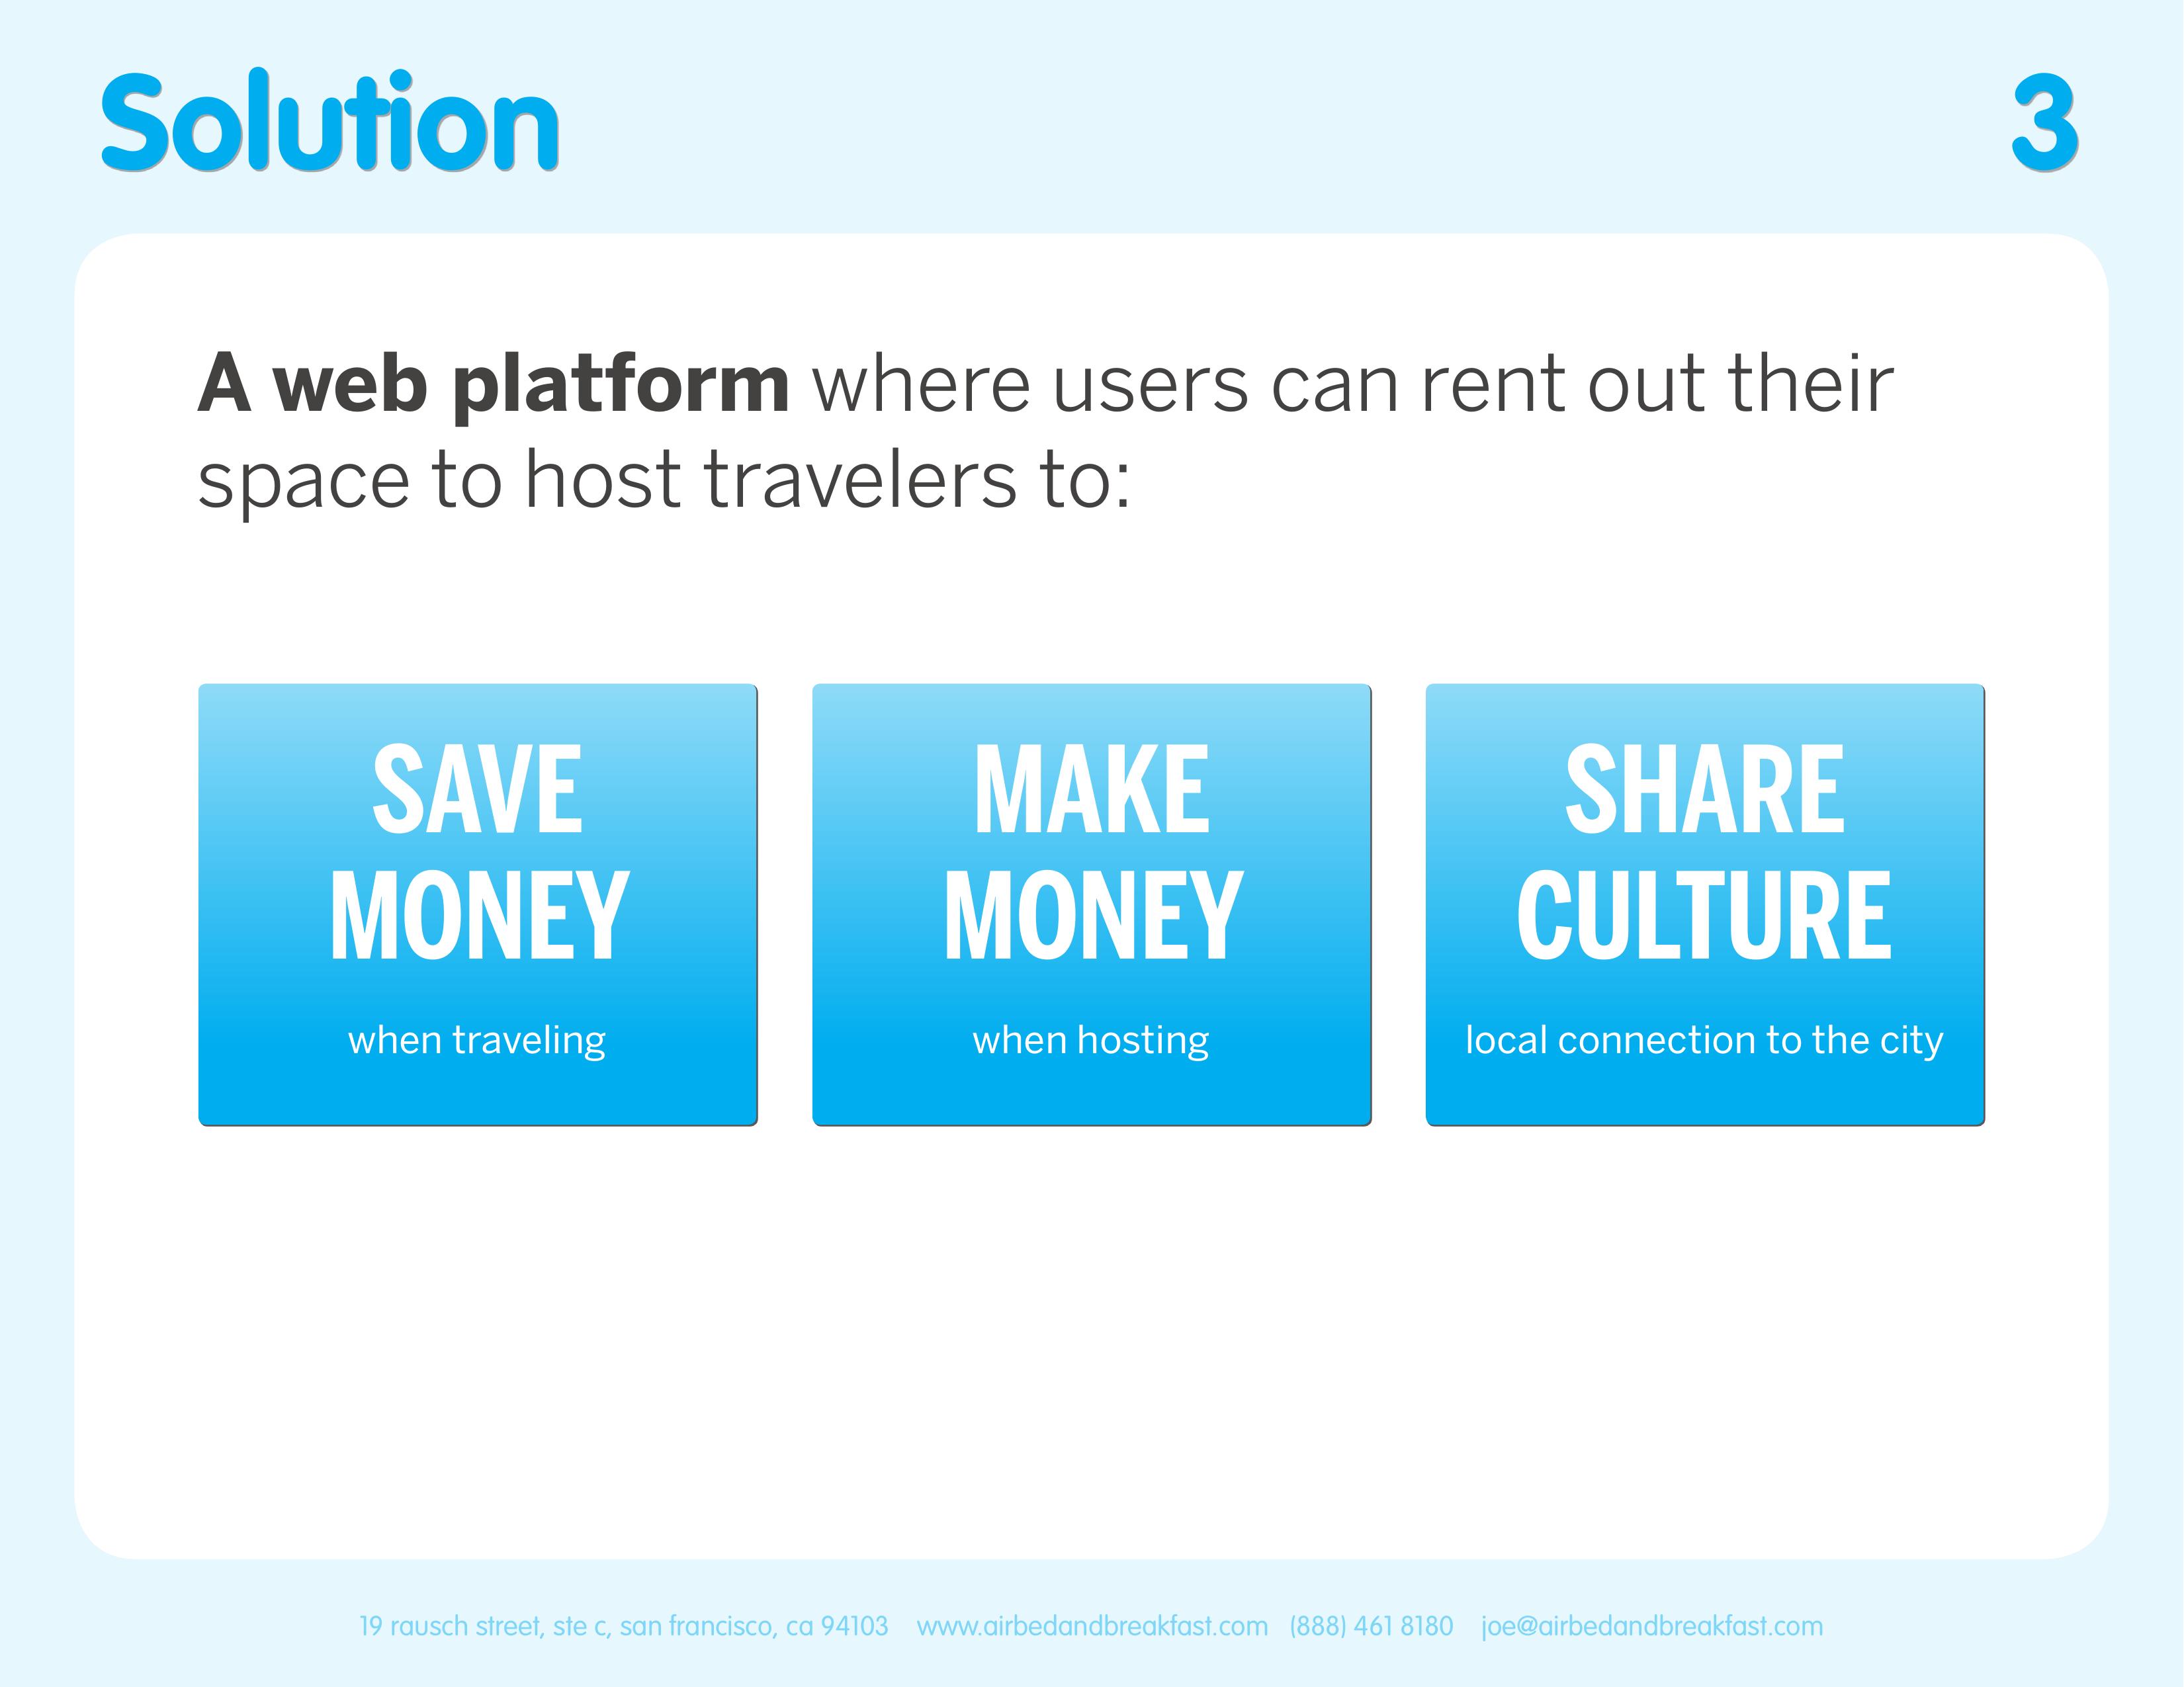 Solution
3
A web platform where users can rent out their
space to host travelers to:
SAVE
MONEY
when traveling
MAKE
MONEY
when hosting
SHARE
CULTURE
local connection to the city
19 rausch street, ste c, san francisco, ca 94103 www.airbedandbreakfast.com (888) 461 8180 joe@airbedandbreakfast.com